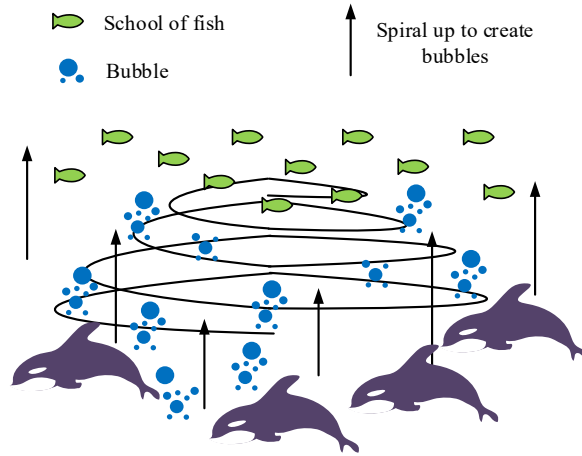 School of fish
Bubble
Spiral up to create
bubbles